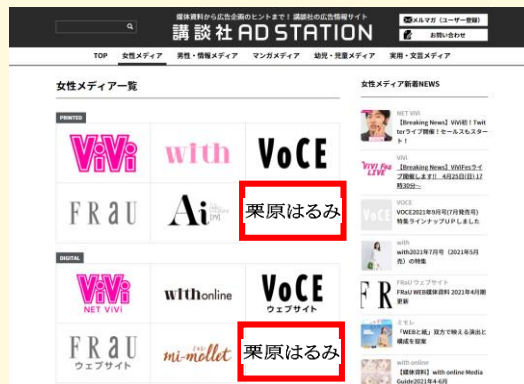 媒体資料から広告企画のヒントまで！講談社の広告情報サイト
講談社 AD STATION
メルマガ（ユーザー登録）
お問い合わせ
TOP 女性メディア 男性・情報メディア マンガメディア 幼児・児童メディア 実用・文芸メディア
女性メディア一覧
PRINTED
ViVi with VoCE
FRaU Ai 栗原はるみ
DIGITAL
ViVi NET ViVi
withonline
VoCE ウェブサイト
FRaU ウェブサイト
mi-mollet
栗原はるみ
女性メディア新着NEWS
NET ViVi
【Breaking News】ViVi初！Twit
terライブ開催！セールスもスター
ト！
ViVi Fes LIVE
ViVi
【Breaking News】ViViFesライ
ブ開催します!! 4月25日(日)17
時30分〜
VoCE
VOCE
VOCE2021年9月号(7月発売号)
特集ラインナップUPしました
with
with2021年7月号（2021年5月
売）の特集
FR
FRaU ウェブサイト
FRaU WEB媒体資料 2021年4月期
更新
ミモレ
「WEBと紙」双方で映える演出と
構成を提案
with online
【媒体資料】with online Media
Guide2021年4-6月